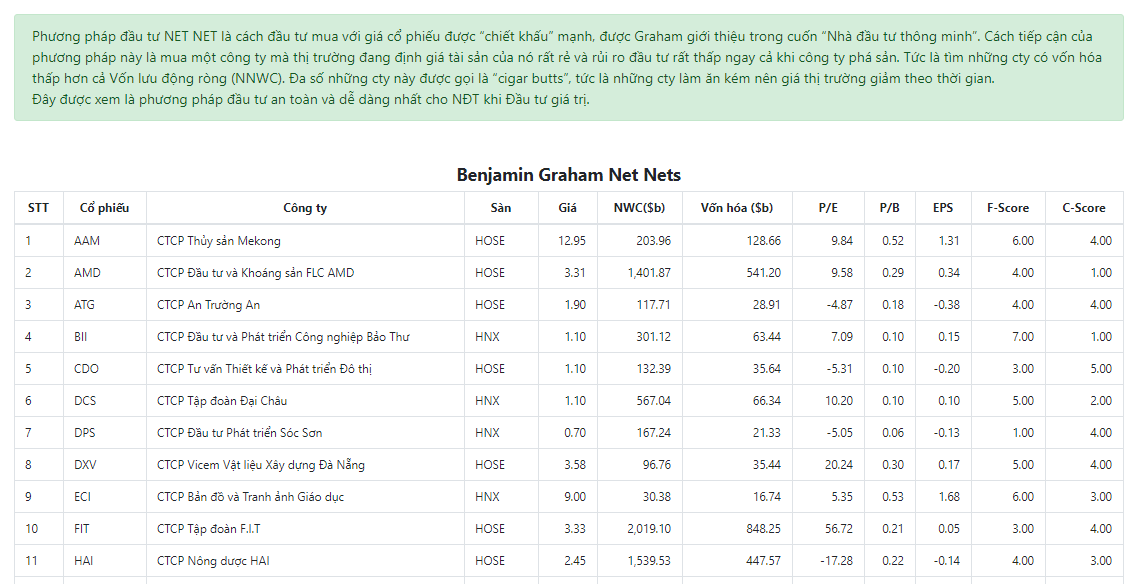 Phương pháp đầu tư NET NET là cách đầu tư mua với giá cổ phiếu được “chiết khấu” mạnh, được Graham giới thiệu trong cuốn “Nhà đầu tư thông minh”. Cách tiếp cận của
phương pháp này là mua một công ty mà thị trường đang định giá tài sản của nó rất rẻ và rủi ro đầu tư rất thấp ngay cả khi công ty phá sản. Tức là tìm những cty có vốn hóa
thấp hơn cả Vốn lưu động ròng (NNWC). Đa số những cty này được gọi là “cigar butts”, tức là những cty làm ăn kém nên giá thị trường giảm theo thời gian.
Đây được xem là phương pháp đầu tư an toàn và dễ dàng nhất cho NĐT khi Đầu tư giá trị.
Benjamin Graham Net Nets
STT Cổ phiếu Công ty Sàn Giá NWC($b) Vốn hóa ($b) P/E P/B EPS F-Score C-Score
1 AAM CTCP Thủy sản Mekong HOSE 12.95 203.96 128.66 9.84 0.52 1.31 6.00 4.00
2 AMD CTCP Đầu tư và Khoáng sản FLC AMD HOSE 3.31 1,401.87 541.20 9.58 0.29 0.34 4.00 1.00
3 ATG CTCP An Trường An HOSE 1.90 117.71 28.91 -4.87 0.18 -0.38 4.00 4.00
4 BII CTCP Đầu tư và Phát triển Công nghiệp Bảo Thư HNX 1.10 301.12 63.44 7.09 0.10 0.15 7.00 1.00
5 CDO CTCP Tư vấn Thiết kế và Phát triển Đô thị HOSE 1.10 132.39 35.64 -5.31 0.10 -0.20 3.00 5.00
6 DCS CTCP Tập đoàn Đại Châu HNX 1.10 567.04 66.34 10.20 0.10 0.10 5.00 2.00
7 DPS CTCP Đầu tư Phát triển Sóc Sơn HNX 0.70 167.24 21.33 -5.05 0.06 -0.13 1.00 4.00
8 DXV CTCP Vicem Vật liệu Xây dựng Đà Nẵng HOSE 3.58 96.76 35.44 20.24 0.30 0.17 5.00 4.00
9 ECI CTCP Bản đồ và Tranh ảnh Giáo dục HNX 9.00 30.38 16.74 5.35 0.53 1.68 6.00 3.00
10 FIT CTCP Tập đoàn F.I.T HOSE 3.33 2,019.10 848.25 56.72 0.21 0.05 3.00 4.00
11 HAI CTCP Nông dược HAI HOSE 2.45 1,539.53 447.57 -17.28 0.22 -0.14 4.00 3.00